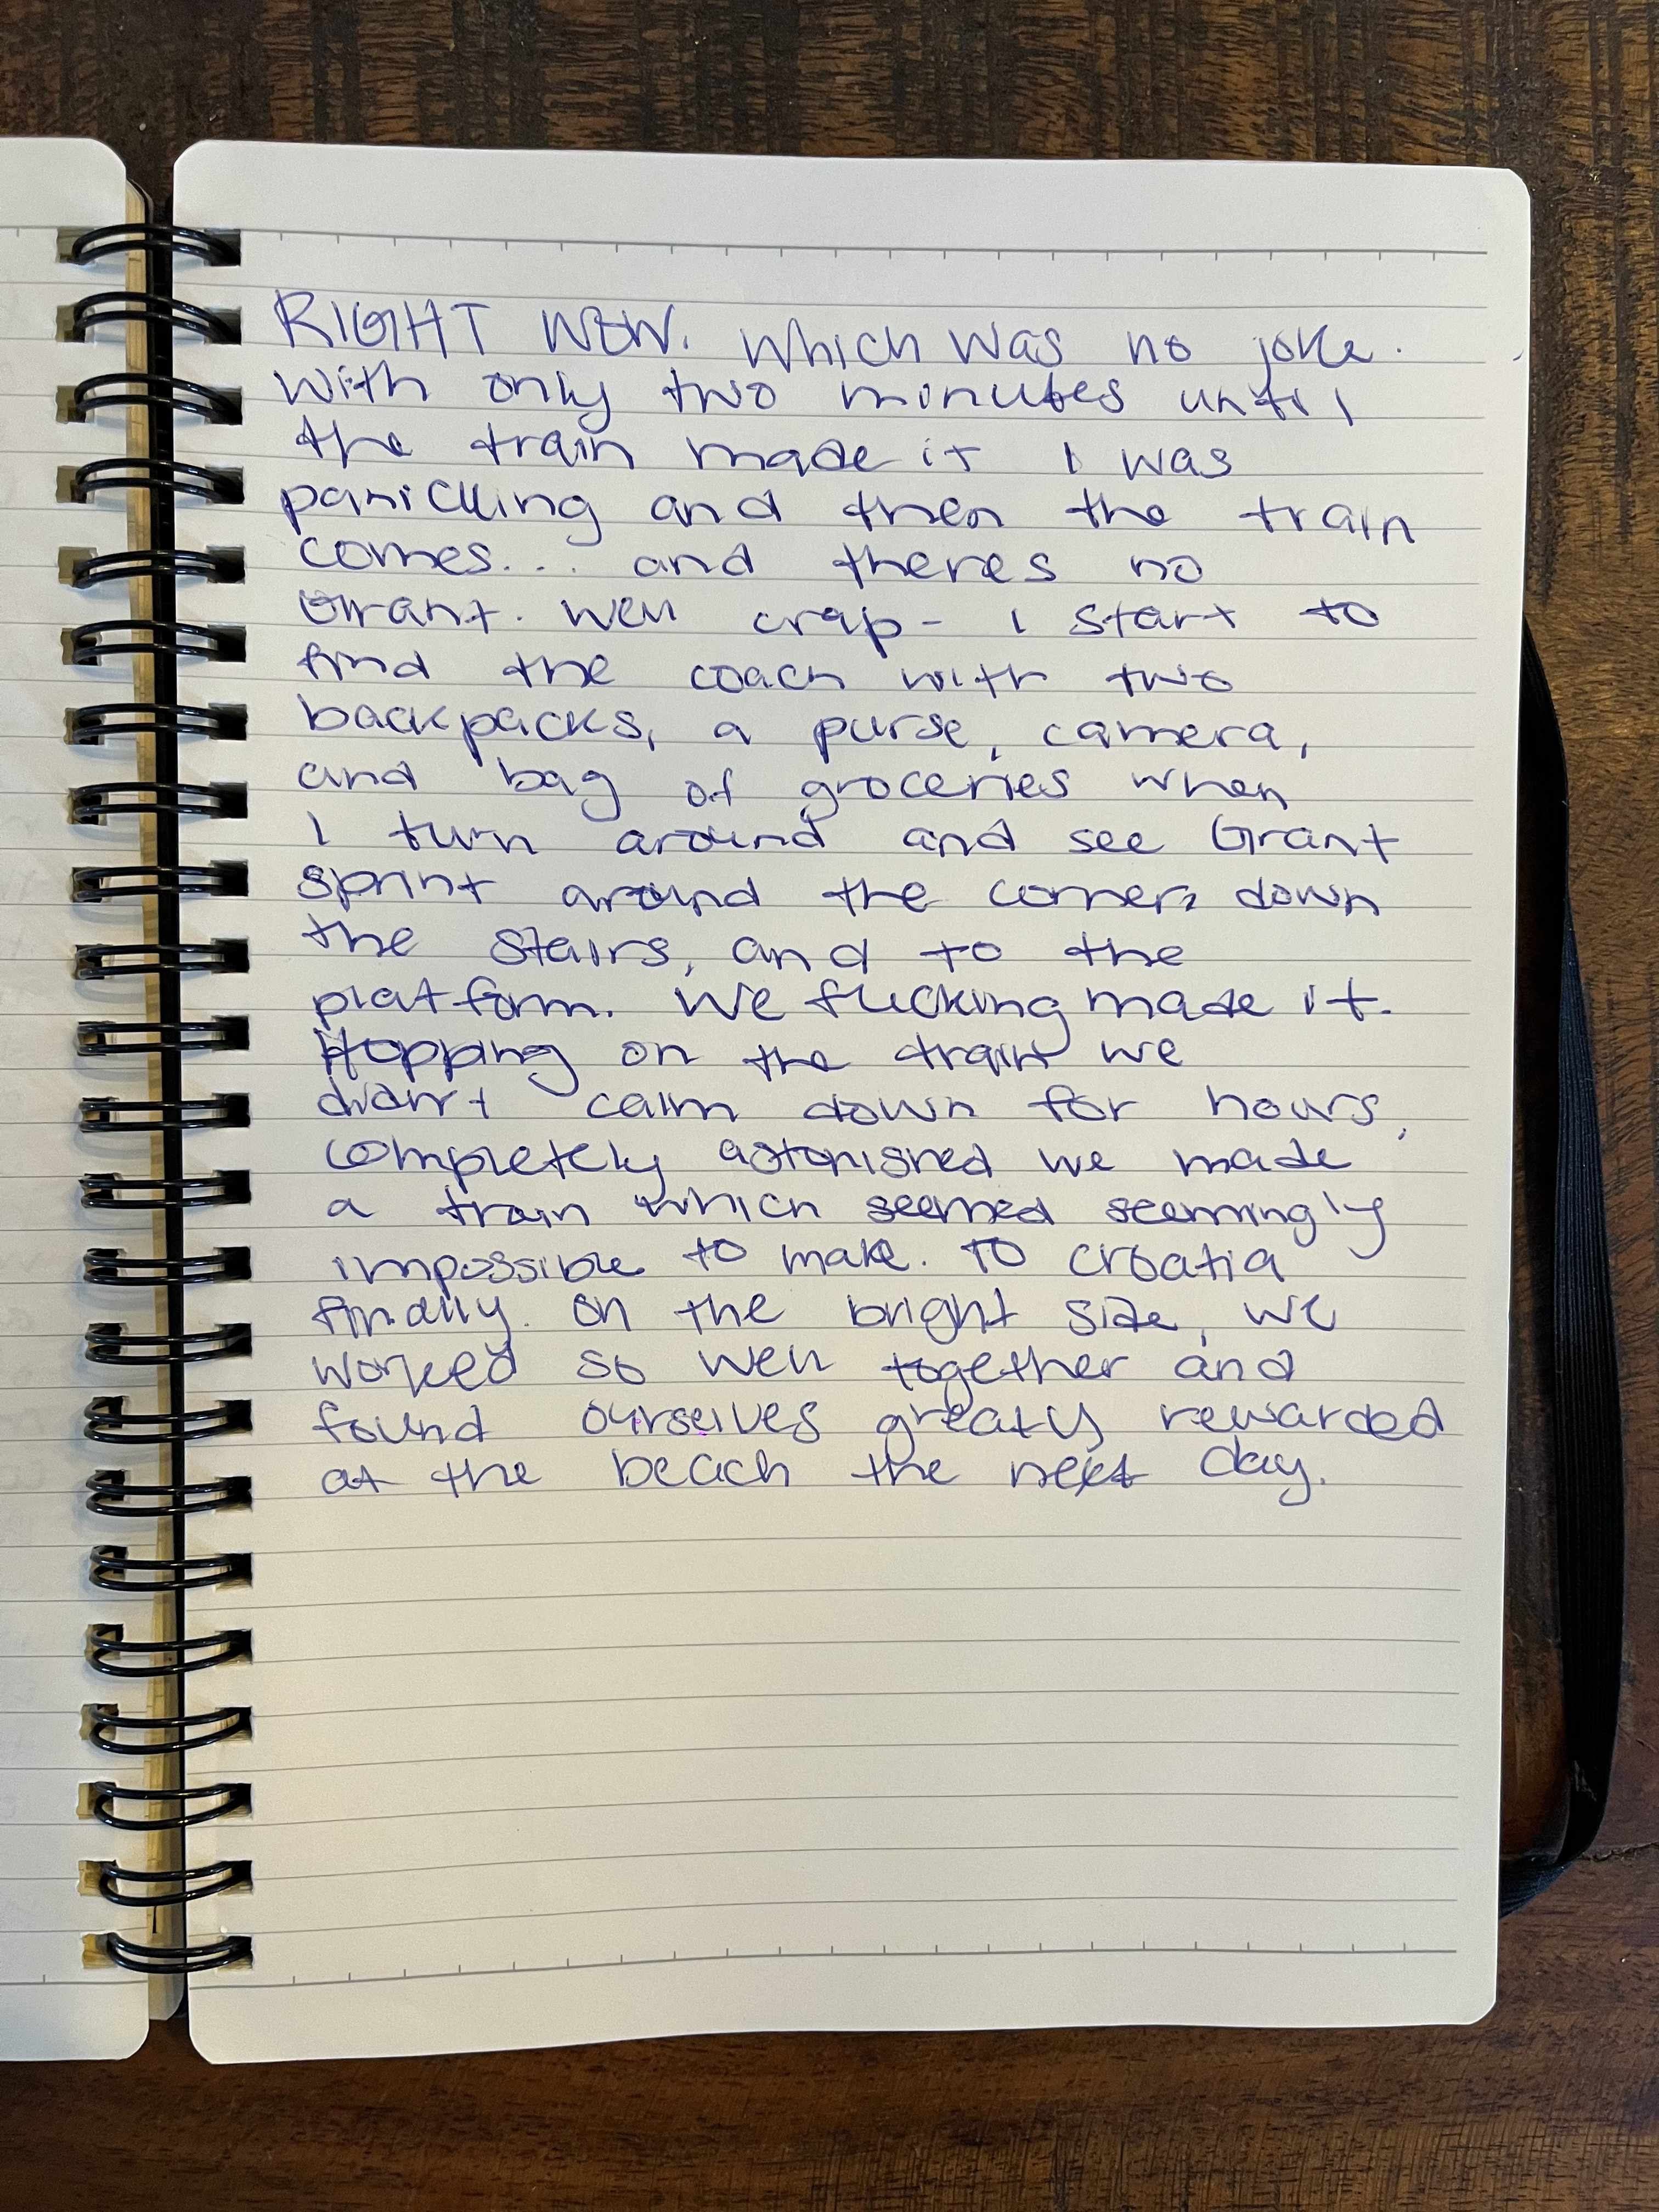 RIGHT NOW. Which was no joke.
With only two minutes until
the train made it I was
panickling and then the train
comes... and theres no
Grant. Well crap - I start to
find the coach with two
backpacks, a purse, camera,
and bag of groceries when
I turn around and see Grant
sprint around the corner, down
the stairs, and to the
platform. We fucking made it.
Hopping on the train we
didn't calm down for hours,
completely astonished we made
a train which seemed seemingly
impossible to make. To Croatia
finally. On the bright side, we
worked so well together and
found ourselves greatly rewarded
at the beach the next day.